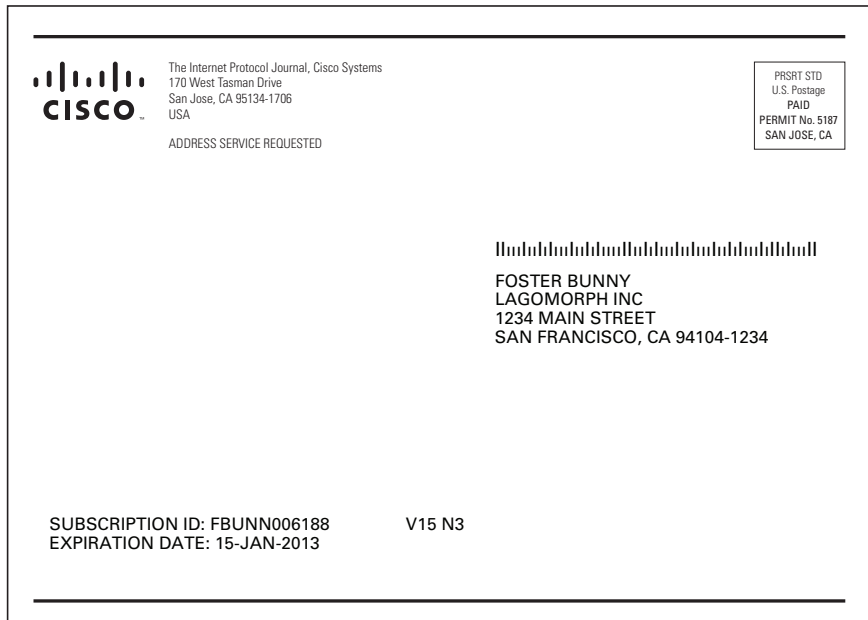 CISCO™
The Internet Protocol Journal, Cisco Systems
170 West Tasman Drive
San Jose, CA 95134-1706
USA
ADDRESS SERVICE REQUESTED
PRSRT STD
U.S. Postage
PAID
PERMIT No. 5187
SAN JOSE, CA
FOSTER BUNNY
LAGOMORPH INC
1234 MAIN STREET
SAN FRANCISCO, CA 94104-1234
SUBSCRIPTION ID: FBUNN006188 V15 N3
EXPIRATION DATE: 15-JAN-2013